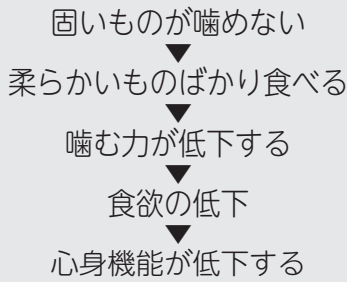 固いものが噛めない
▼
柔らかいものばかり食べる
▼
噛む力が低下する
▼
食欲の低下
▼
心身機能が低下する